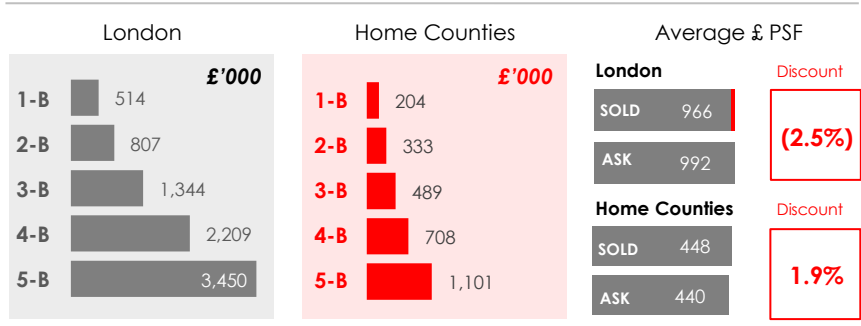 London
£'000
1-B 514
2-B 807
3-B 1,344
4-B 2,209
5-B 3,450
Home Counties
£'000
1-B 204
2-B 333
3-B 489
4-B 708
5-B 1,101
Average £ PSF
London Discount
SOLD 966
(2.5%)
ASK 992
Home Counties Discount
SOLD 448
1.9%
ASK 440